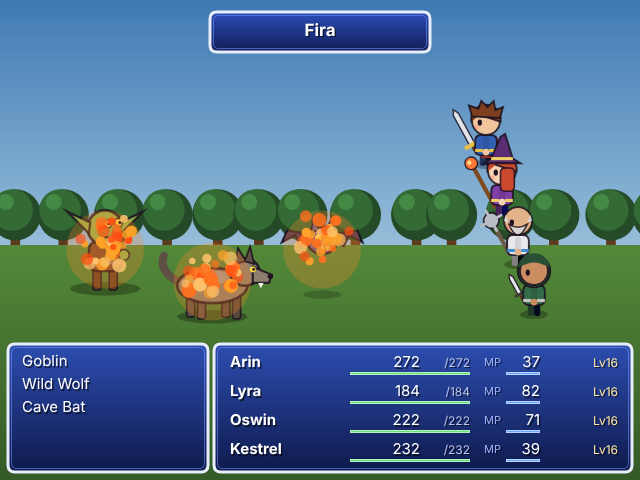 Fira
Goblin
Wild Wolf
Cave Bat
Arin 272 /272 MP 37 Lv16
Lyra 184 /184 MP 82 Lv16
Oswin 222 /222 MP 71 Lv16
Kestrel 232 /232 MP 39 Lv16